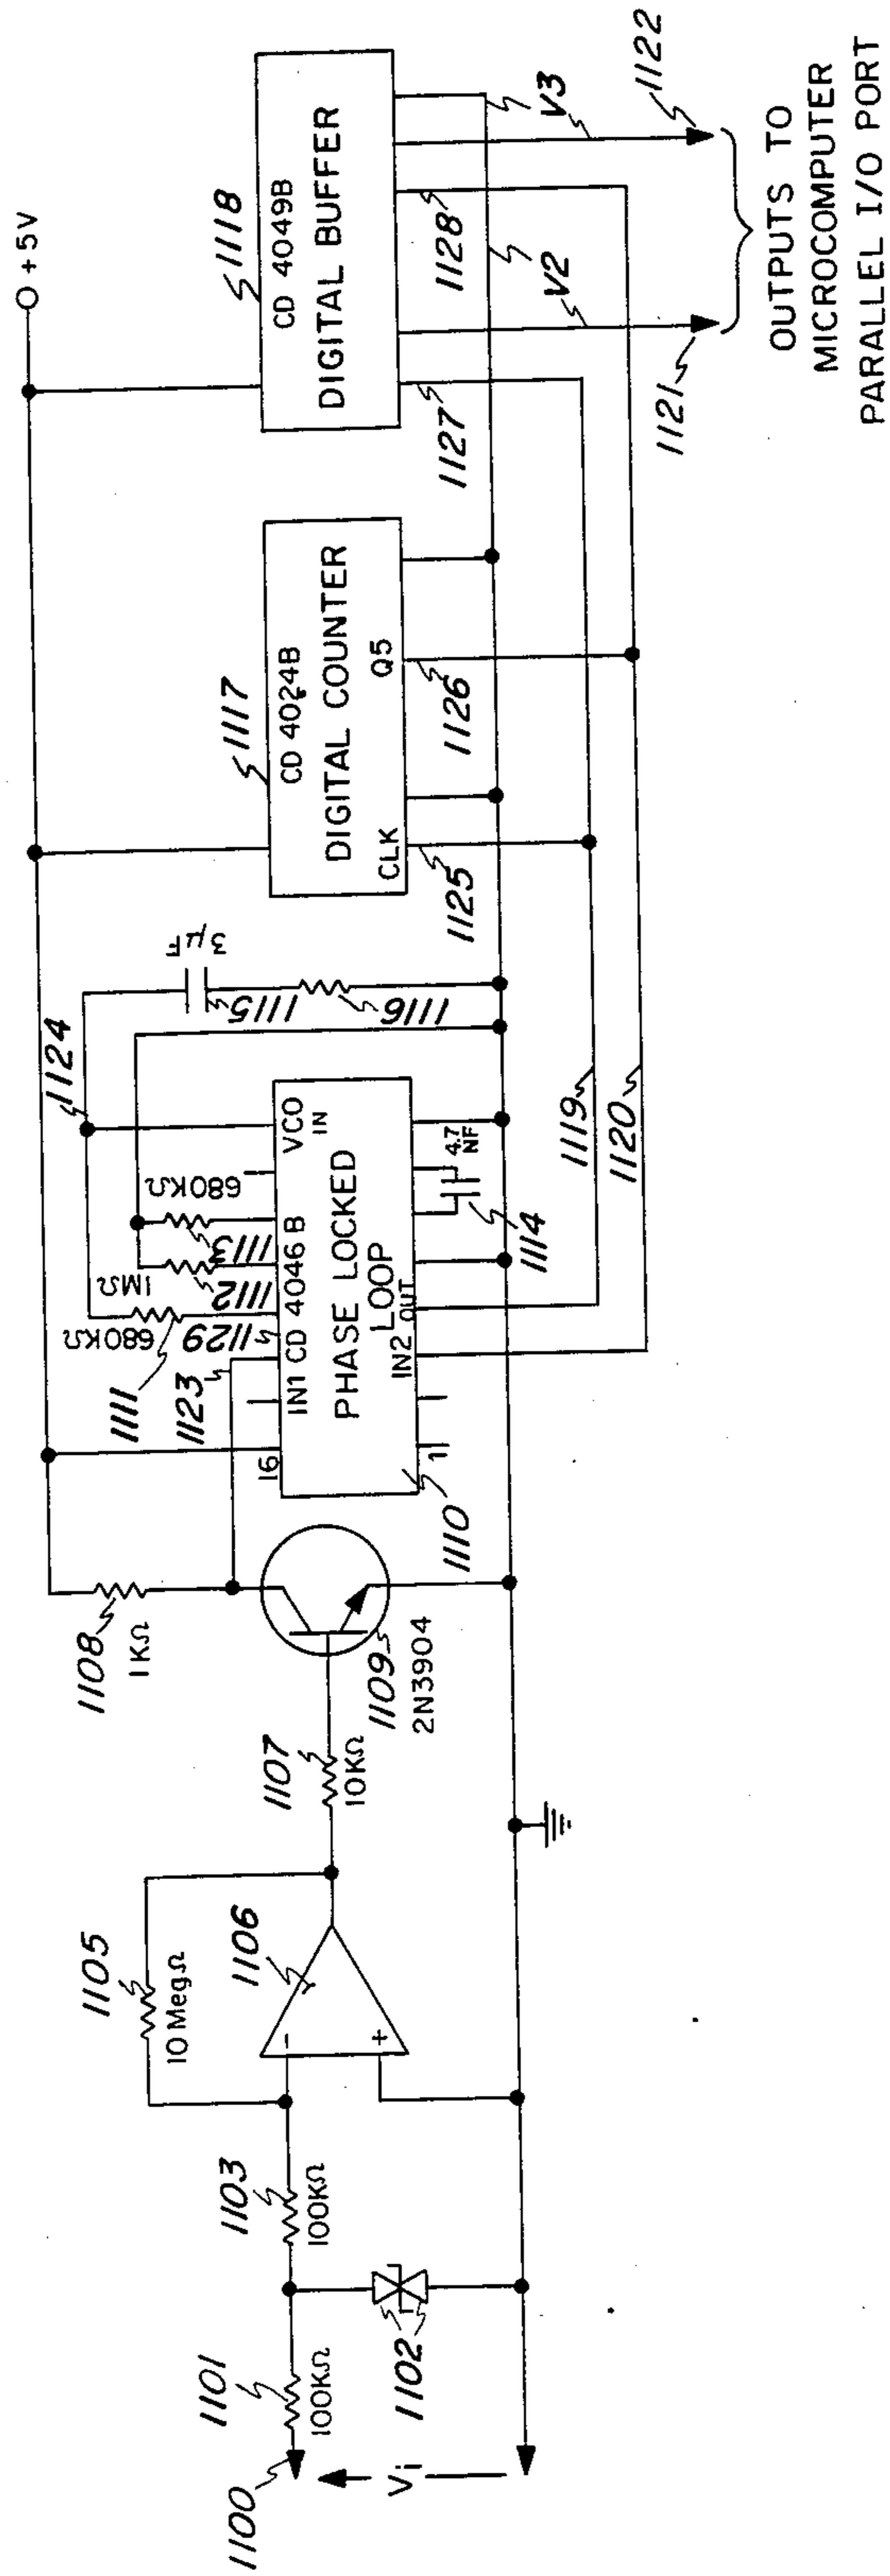 +5V
1100
Vi
1101
100KΩ
1102
1103
100KΩ
1105
10 Meg.Ω
1106
-
+
1107
10KΩ
1108
1KΩ
1109
2N3904
1110
1111
680KΩ
1123
1129
1112
1MΩ
1113
680KΩ
1124
16
IN1
CD 4046 B
VCO
IN
PHASE LOCKED
LOOP
1
IN2
OUT
4.7
NF
1114
3µF
1115
1116
1119
1120
1117
CD 4024B
DIGITAL COUNTER
CLK
Q5
1125
1126
1118
CD 4049B
DIGITAL BUFFER
1127
1128
V2
V3
1121
1122
OUTPUTS TO
MICROCOMPUTER
PARALLEL I/O PORT